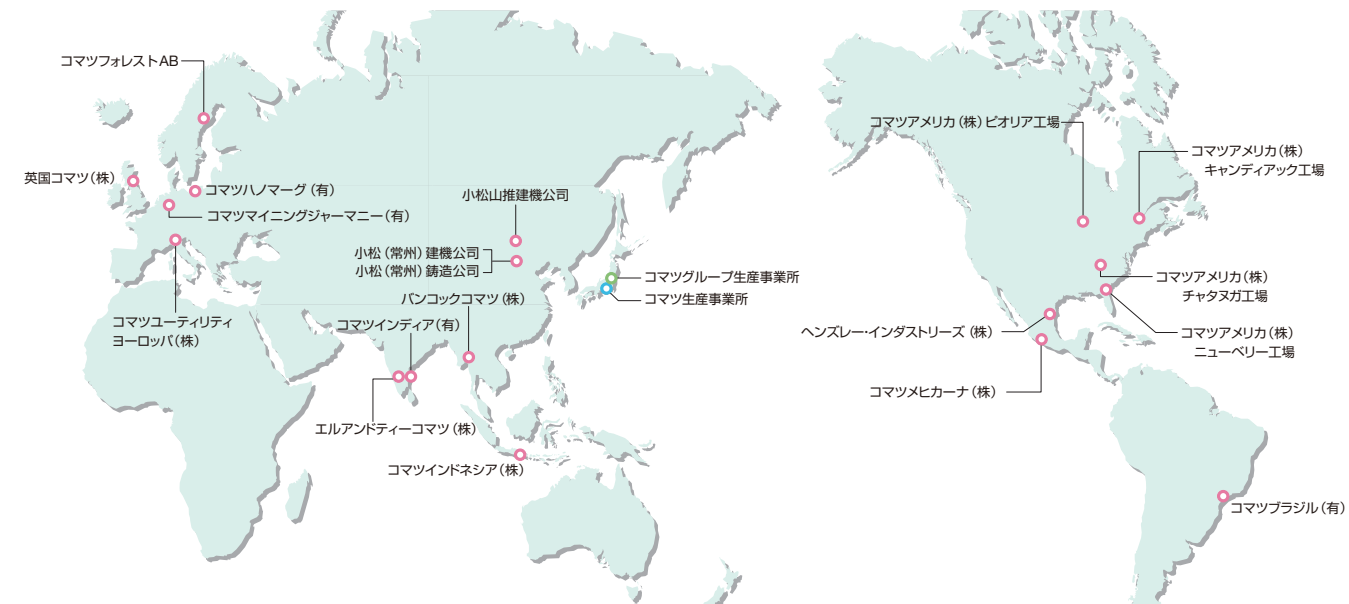 コマツフォレストAB
英国コマツ（株）
コマツハノマーグ（有）
コマツマイニングジャーマニー（有）
コマツユーティリティ
ヨーロッパ（株）
小松山推建機公司
小松（常州）建機公司
小松（常州）鋳造公司
バンコックコマツ（株）
コマツインディア（有）
エルアンドティーコマツ（株）
コマツインドネシア（株）
コマツグループ生産事業所
コマツ生産事業所
コマツアメリカ（株）ピオリア工場
コマツアメリカ（株）
キャンディアック工場
コマツアメリカ（株）
チャタヌガ工場
コマツアメリカ（株）
ニューベリー工場
ヘンズレー・インダストリーズ（株）
コマツメヒカーナ（株）
コマツブラジル（有）